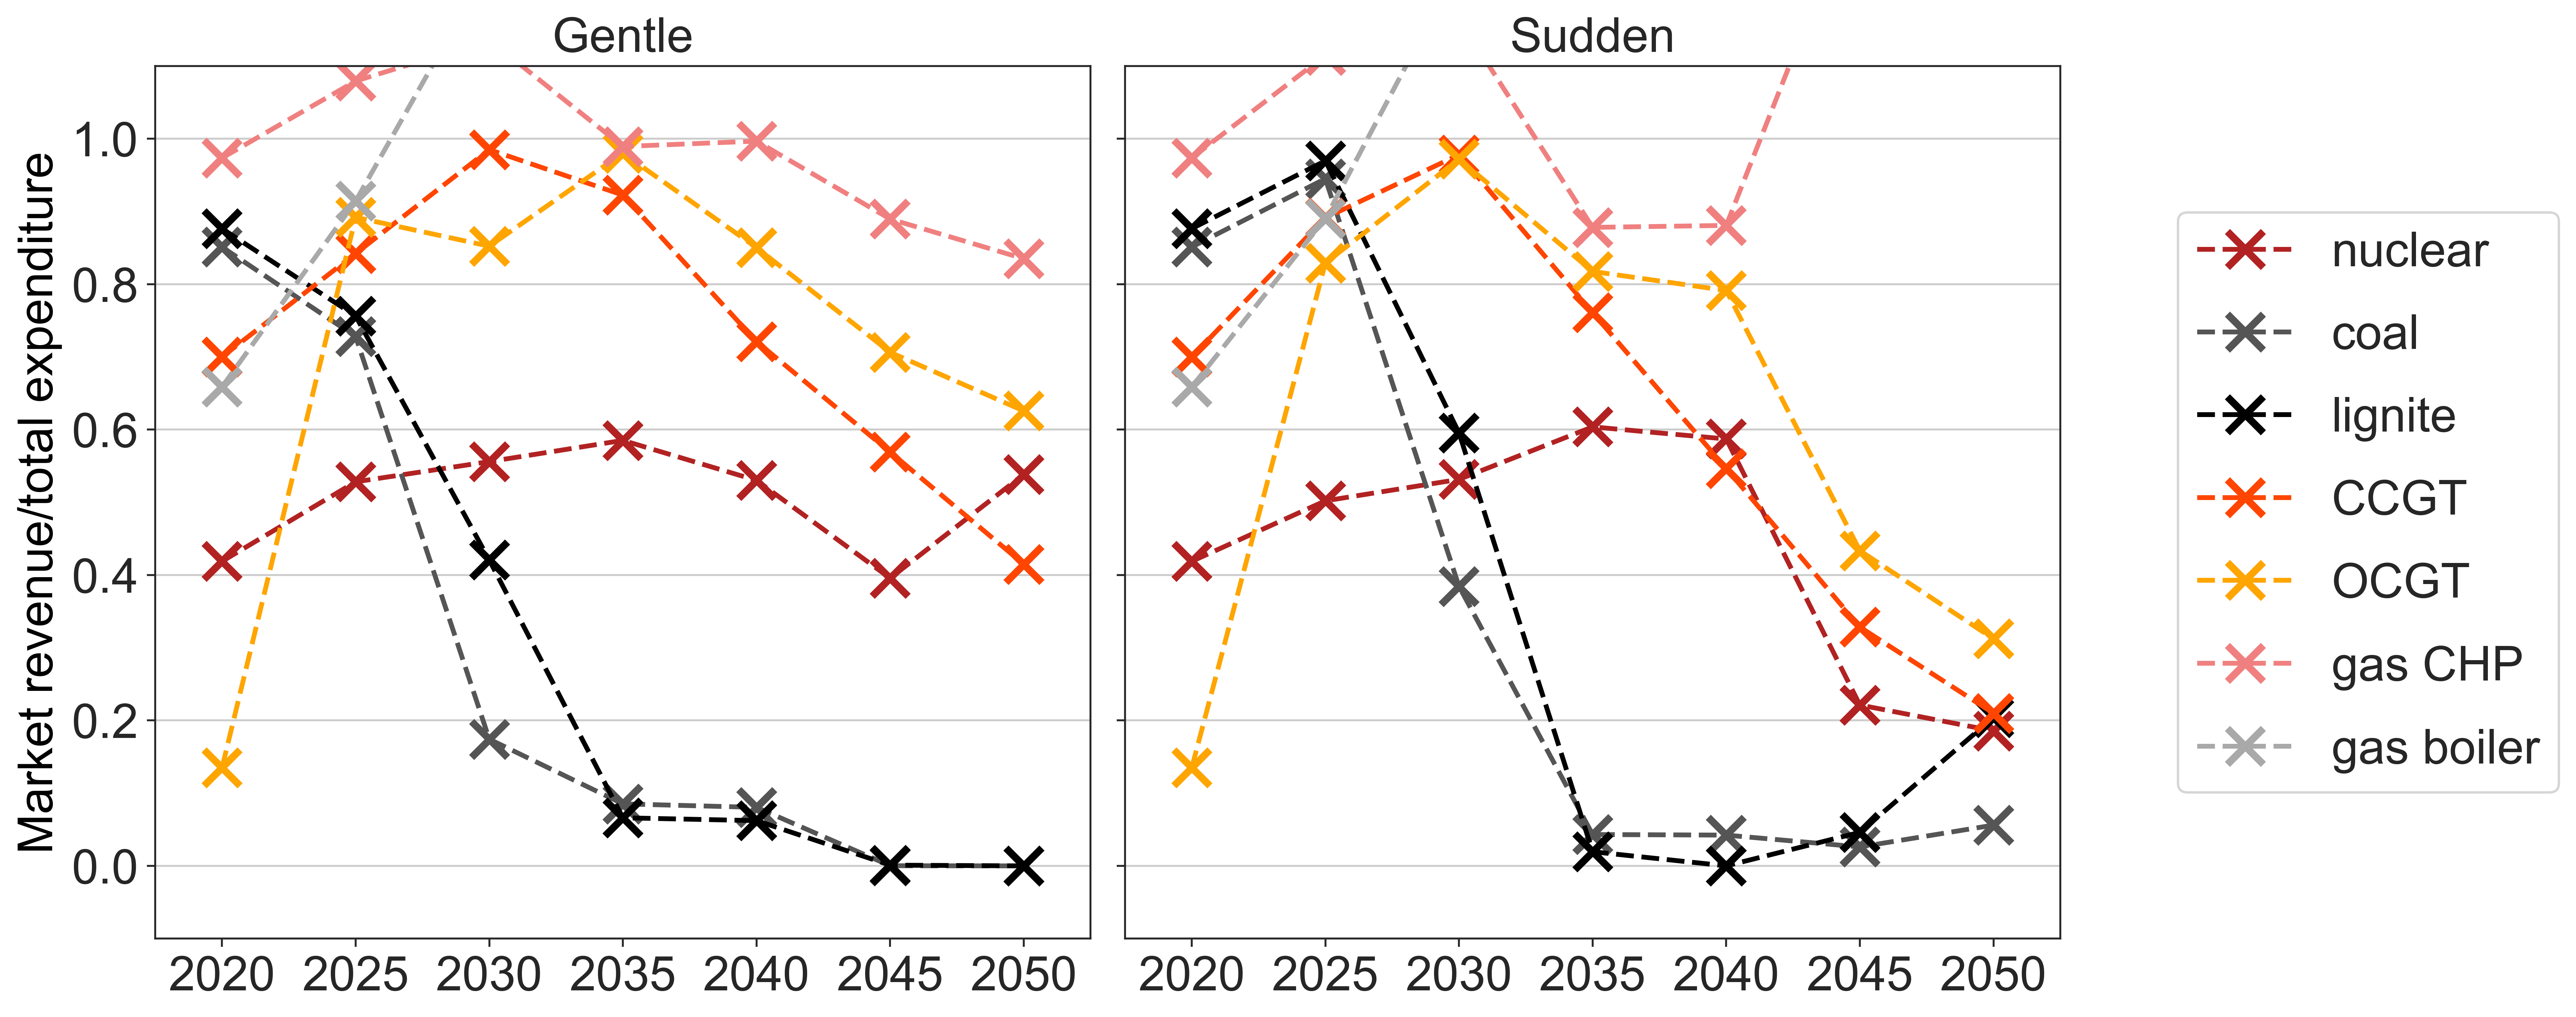 Gentle
Sudden
Market revenue/total expenditure
1.0
0.8
0.6
0.4
0.2
0.0
2020 2025 2030 2035 2040 2045 2050
2020 2025 2030 2035 2040 2045 2050
nuclear
coal
lignite
CCGT
OCGT
gas CHP
gas boiler